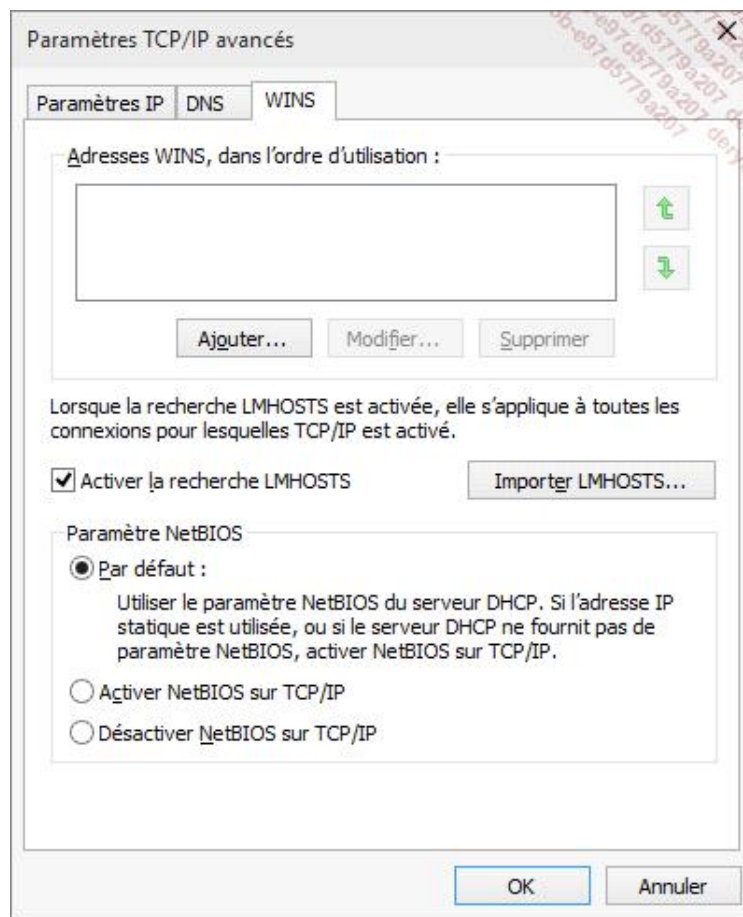 Paramètres TCP/IP avancés
Paramètres IP DNS WINS
Adresses WINS, dans l’ordre d’utilisation :
Ajouter... Modifier... Supprimer
Lorsque la recherche LMHOSTS est activée, elle s’applique à toutes les
connexions pour lesquelles TCP/IP est activé.
Activer la recherche LMHOSTS Importer LMHOSTS...
Paramètre NetBIOS
Par défaut :
Utiliser le paramètre NetBIOS du serveur DHCP. Si l’adresse IP
statique est utilisée, ou si le serveur DHCP ne fournit pas de
paramètre NetBIOS, activer NetBIOS sur TCP/IP.
Activer NetBIOS sur TCP/IP
Désactiver NetBIOS sur TCP/IP
OK Annuler